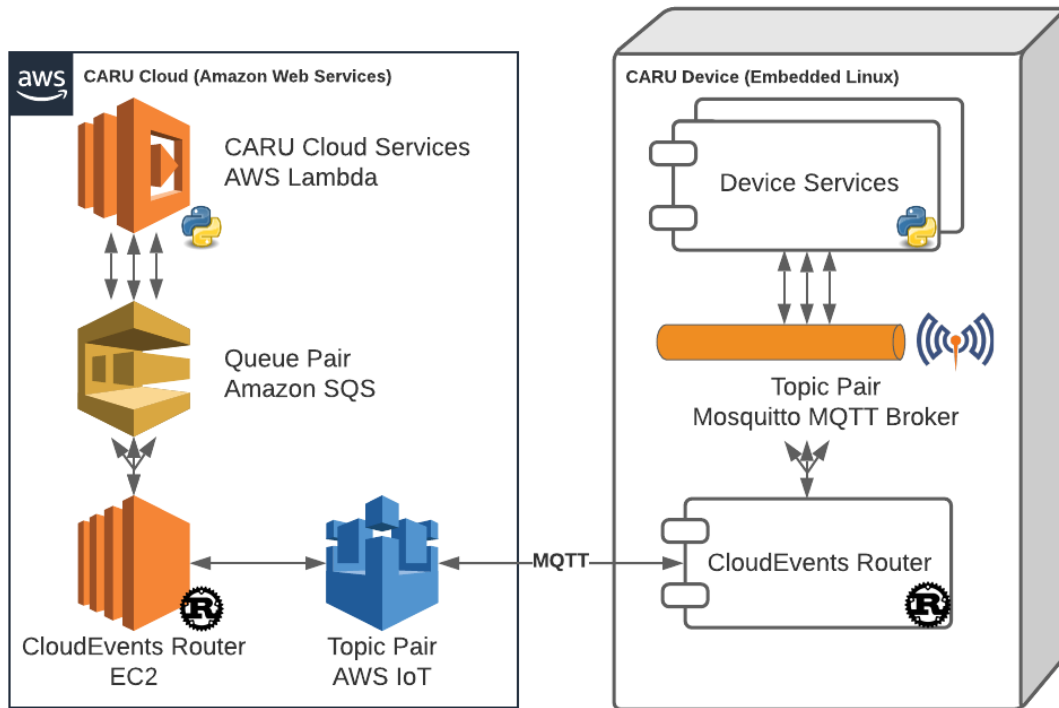 aws
CARU Cloud (Amazon Web Services)
CARU Cloud Services
AWS Lambda
Queue Pair
Amazon SQS
CloudEvents Router
EC2
Topic Pair
AWS IoT
MQTT
CARU Device (Embedded Linux)
Device Services
Topic Pair
Mosquitto MQTT Broker
CloudEvents Router
R
R